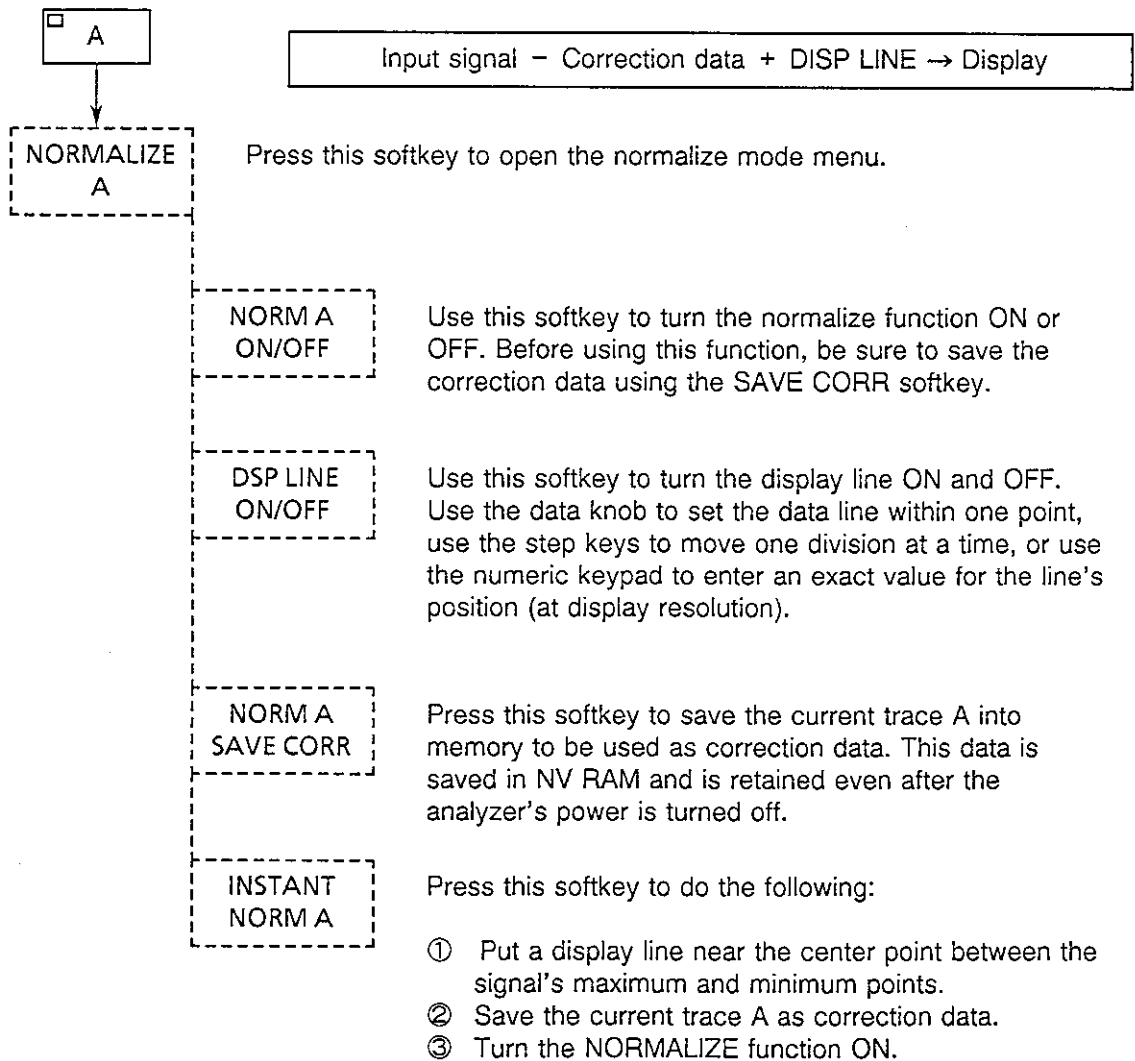 A
Input signal − Correction data + DISP LINE → Display
NORMALIZE
A
Press this softkey to open the normalize mode menu.
NORM A
ON/OFF
Use this softkey to turn the normalize function ON or
OFF. Before using this function, be sure to save the
correction data using the SAVE CORR softkey.
DSP LINE
ON/OFF
Use this softkey to turn the display line ON and OFF.
Use the data knob to set the data line within one point,
use the step keys to move one division at a time, or use
the numeric keypad to enter an exact value for the line's
position (at display resolution).
NORM A
SAVE CORR
Press this softkey to save the current trace A into
memory to be used as correction data. This data is
saved in NV RAM and is retained even after the
analyzer's power is turned off.
INSTANT
NORM A
Press this softkey to do the following:
① Put a display line near the center point between the
signal's maximum and minimum points.
② Save the current trace A as correction data.
③ Turn the NORMALIZE function ON.